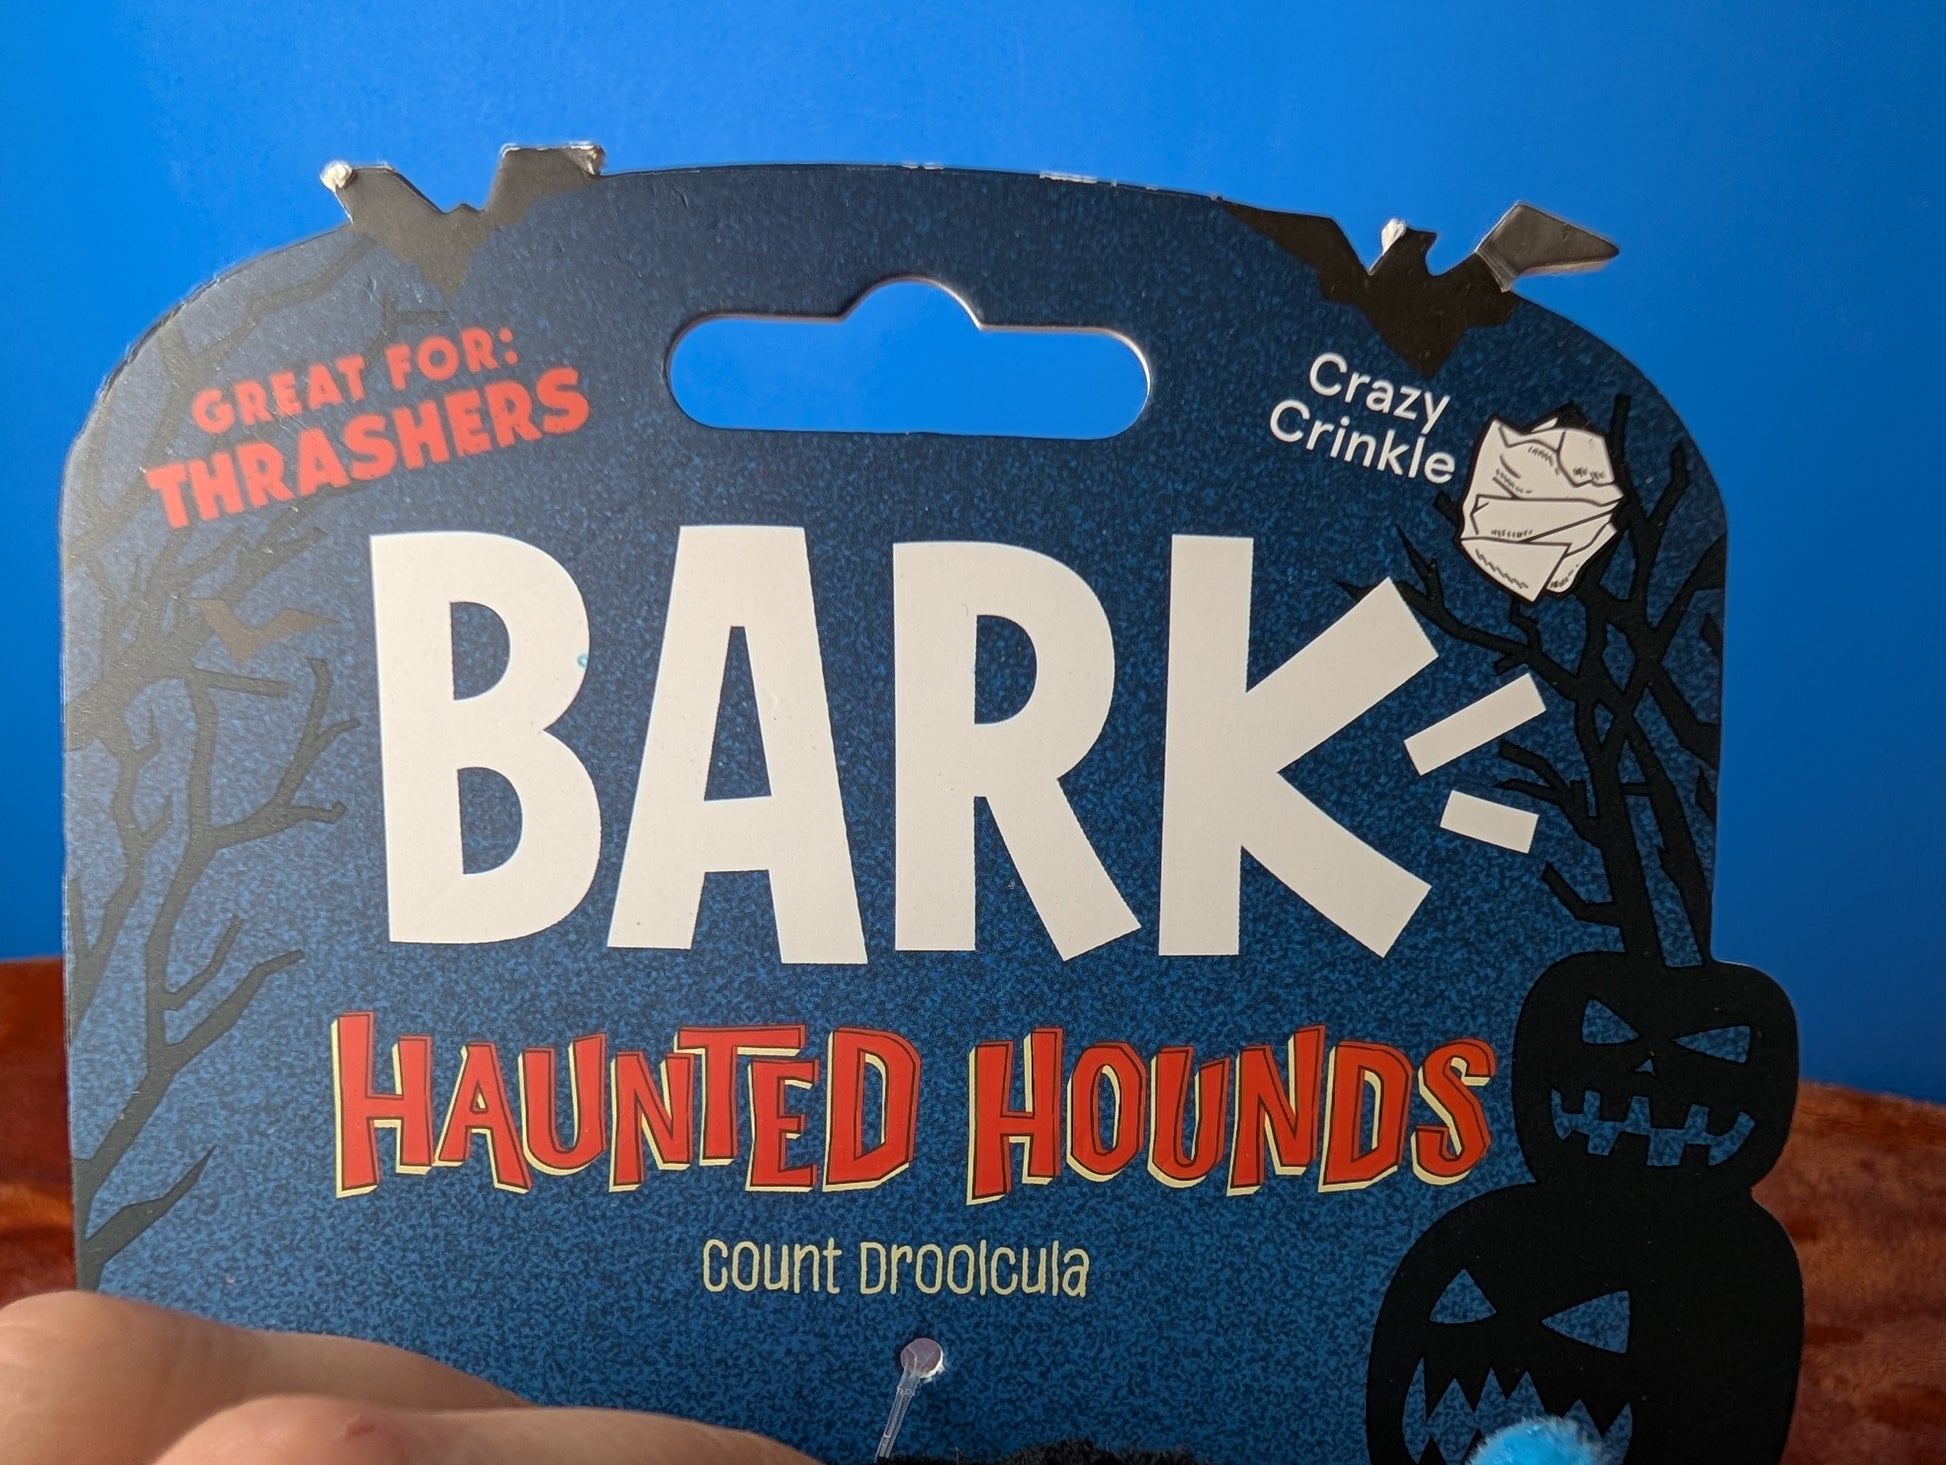 GREAT FOR:
THRASHERS
Crazy
Crinkle
BARK
HAUNTED HOUNDS
Count Droolcula